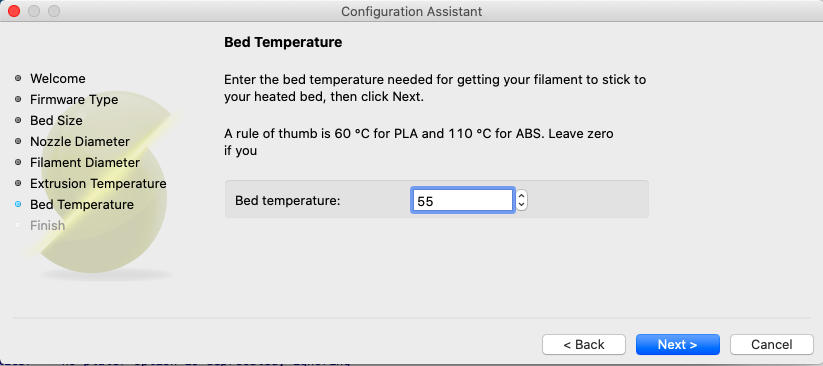 Configuration Assistant
Bed Temperature
Welcome
Firmware Type
Bed Size
Nozzle Diameter
Filament Diameter
Extrusion Temperature
Bed Temperature
Finish
Enter the bed temperature needed for getting your filament to stick to
your heated bed, then click Next.
A rule of thumb is 60 °C for PLA and 110 °C for ABS. Leave zero
if you
Bed temperature:
55
< Back
Next >
Cancel